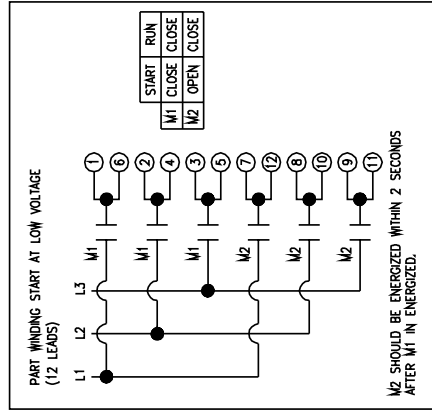 PART WINDING START AT LOW VOLTAGE
(12 LEADS)
L1 L2 L3
M1 M1 M1 M2 M2 M2
1 6 2 4 3 5 7 12 8 10 9 11
START RUN
M1 CLOSE CLOSE
M2 OPEN CLOSE
M2 SHOULD BE ENERGIZED WITHIN 2 SECONDS
AFTER M1 IN ENERGIZED.